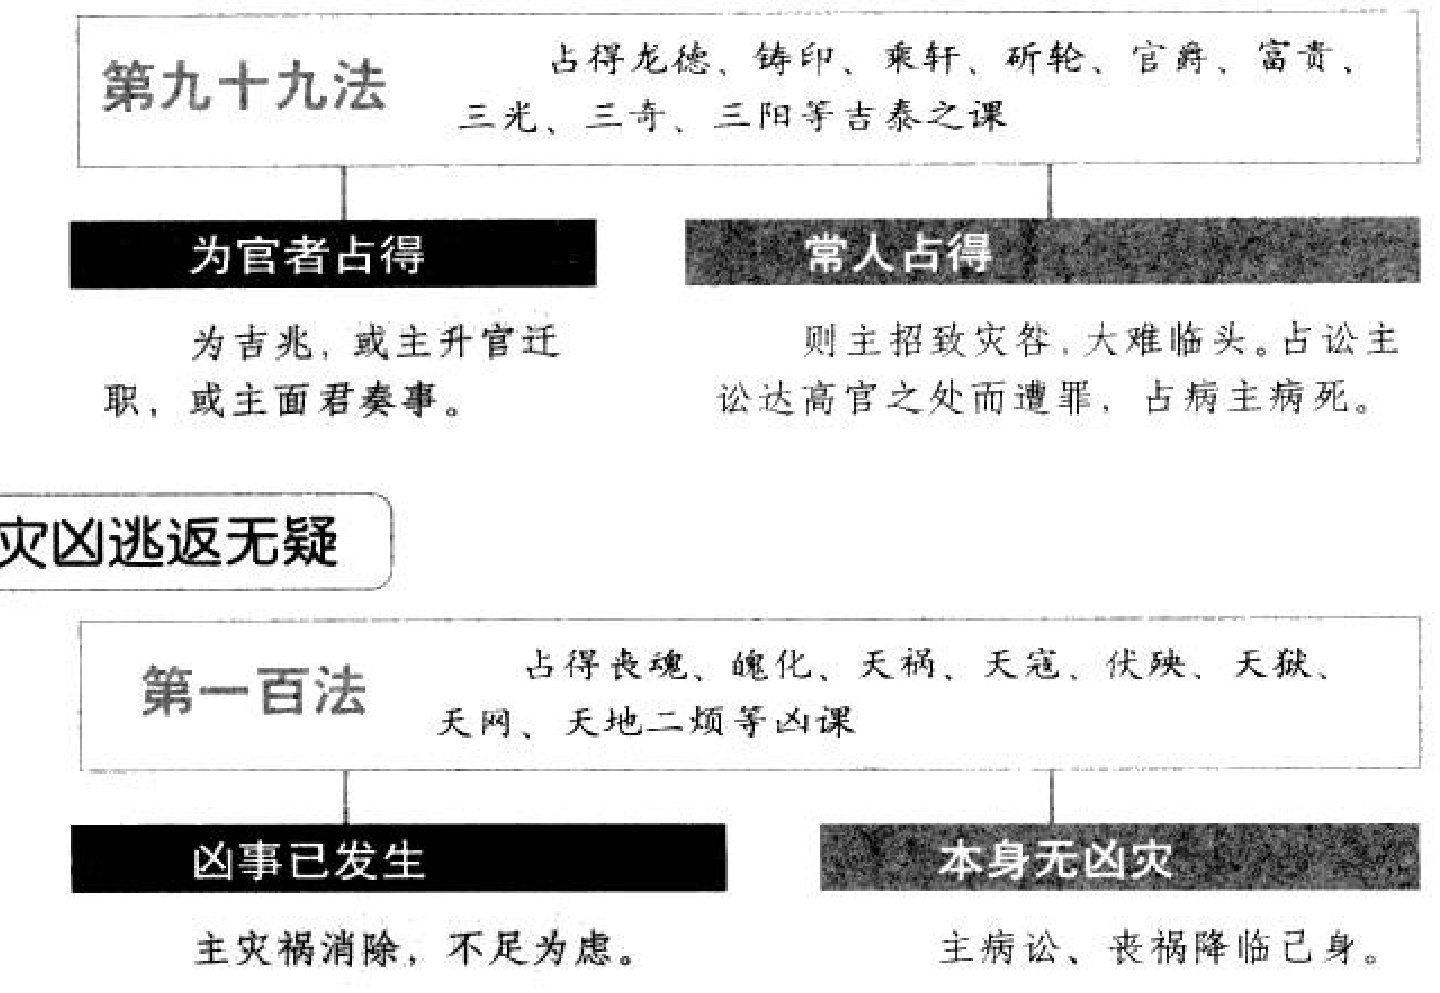 第九十九法
占得龙德、铸印、乘轩、斫轮、官爵、富贵、
三光、三奇、三阳等吉泰之课
为官者占得
为吉兆，或主升官迁
职，或主面君奏事。
常人占得
则主招致灾咎，大难临头。占讼主
讼达高官之处而遭罪，占病主病死。
灾凶逃返无疑
第一百法
占得丧魂、魄化、天祸、天寇、伏殃、天狱、
天网、天地二烦等凶课
凶事已发生
主灾祸消除，不足为虑。
本身无凶灾
主病讼、丧祸降临己身。